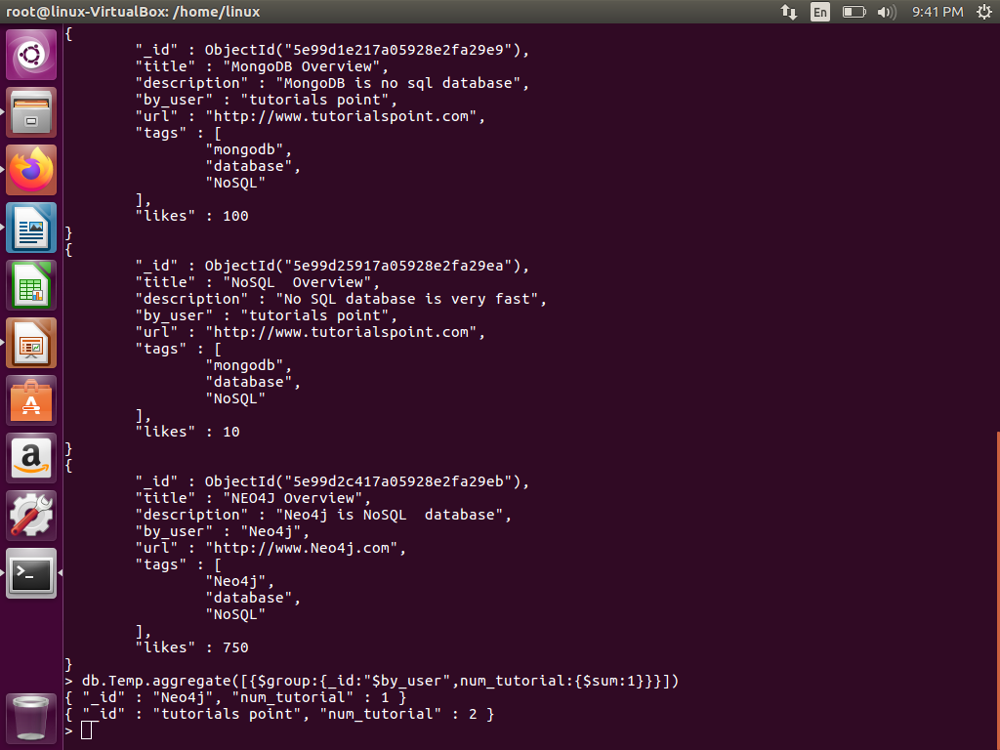 root@linux-VirtualBox: /home/linux
En
9:41 PM
{
"_id" : ObjectId("5e99d1e217a05928e2fa29e9"),
"title" : "MongoDB Overview",
"description" : "MongoDB is no sql database",
"by_user" : "tutorials point",
"url" : "http://www.tutorialspoint.com",
"tags" : [
"mongodb",
"database",
"NoSQL"
],
"likes" : 100
}
{
"_id" : ObjectId("5e99d25917a05928e2fa29ea"),
"title" : "NoSQL  Overview",
"description" : "No SQL database is very fast",
"by_user" : "tutorials point",
"url" : "http://www.tutorialspoint.com",
"tags" : [
"mongodb",
"database",
"NoSQL"
],
"likes" : 10
}
{
"_id" : ObjectId("5e99d2c417a05928e2fa29eb"),
"title" : "NEO4J Overview",
"description" : "Neo4j is NoSQL  database",
"by_user" : "Neo4j",
"url" : "http://www.Neo4j.com",
"tags" : [
"Neo4j",
"database",
"NoSQL"
],
"likes" : 750
}
> db.Temp.aggregate([{$group:{_id:"$by_user",num_tutorial:{$sum:1}}}])
{ "_id" : "Neo4j", "num_tutorial" : 1 }
{ "_id" : "tutorials point", "num_tutorial" : 2 }
>